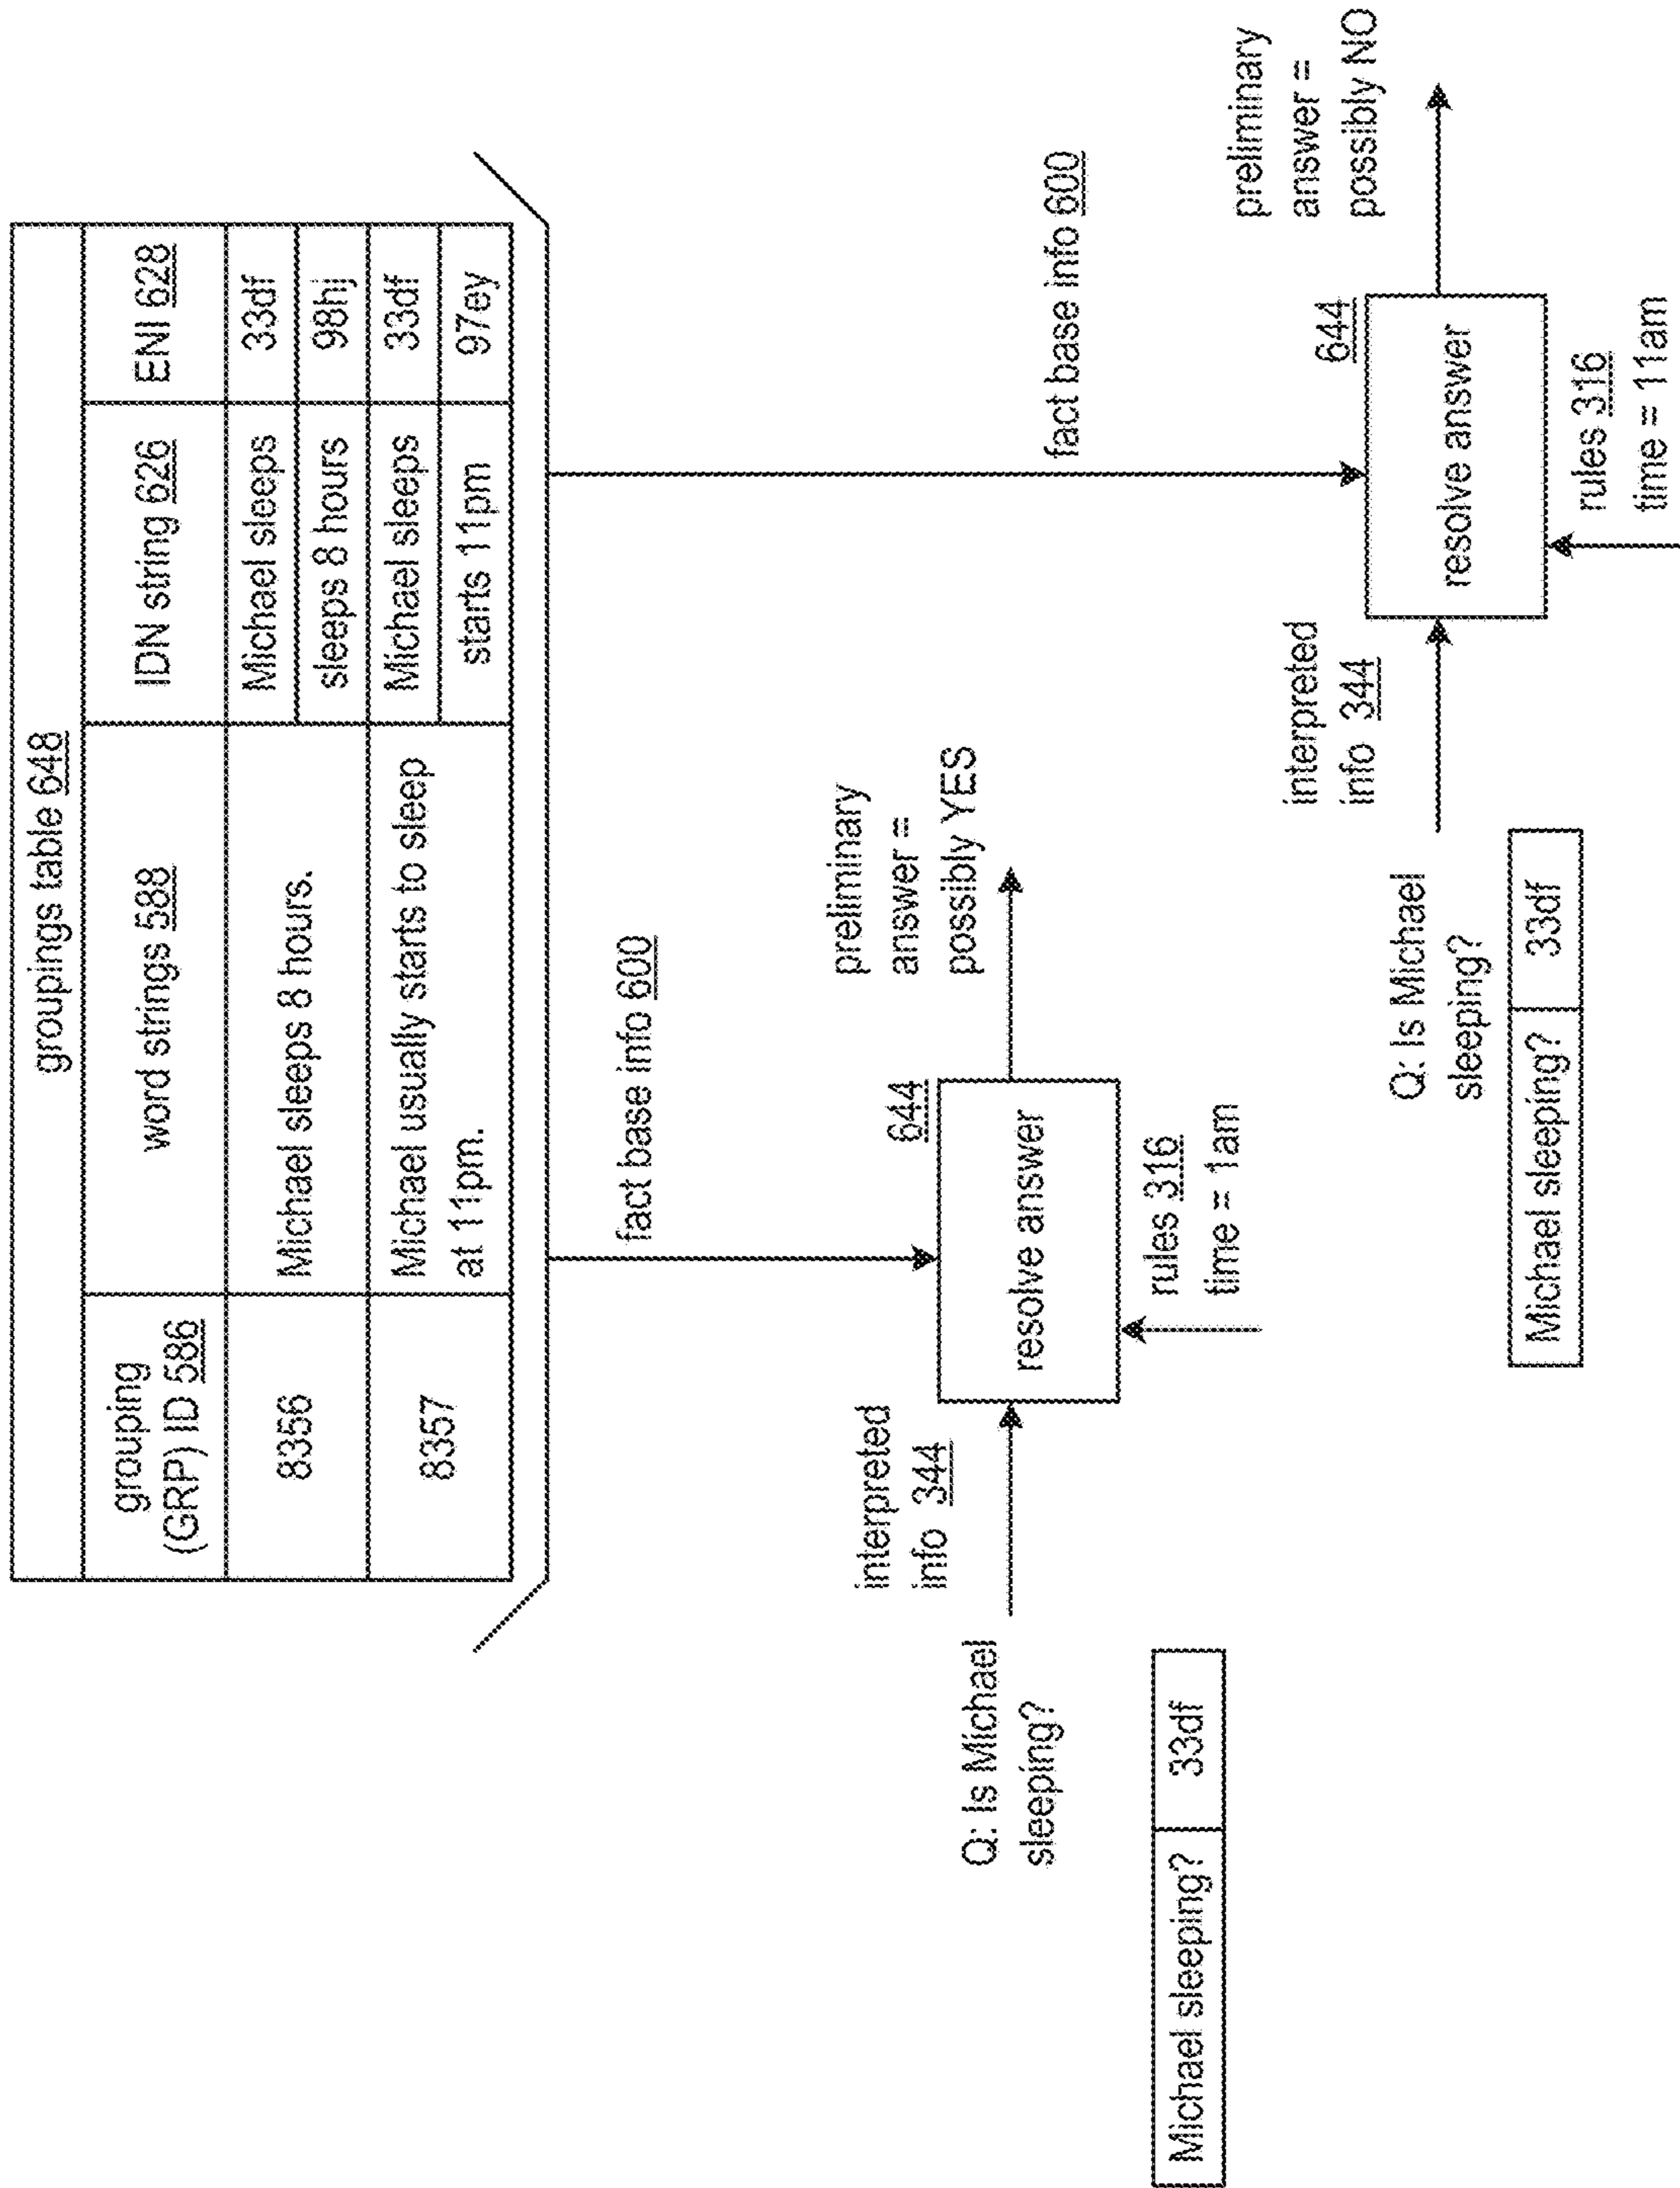 groupings table 648
grouping
(GRP) ID 586
word strings 588
IDN string 626
ENI 628
8356
Michael sleeps 8 hours.
Michael sleeps
33df
sleeps 8 hours
98hj
8357
Michael usually starts to sleep
at 11pm.
Michael sleeps
33df
starts 11pm
97ey
fact base info 600
Q: Is Michael
sleeping?
Michael sleeping?
33df
interpreted
info 344
644
resolve answer
rules 316
time = 1am
preliminary
answer =
possibly YES
fact base info 600
Q: Is Michael
sleeping?
Michael sleeping?
33df
interpreted
info 344
644
resolve answer
rules 316
time = 11am
preliminary
answer =
possibly NO